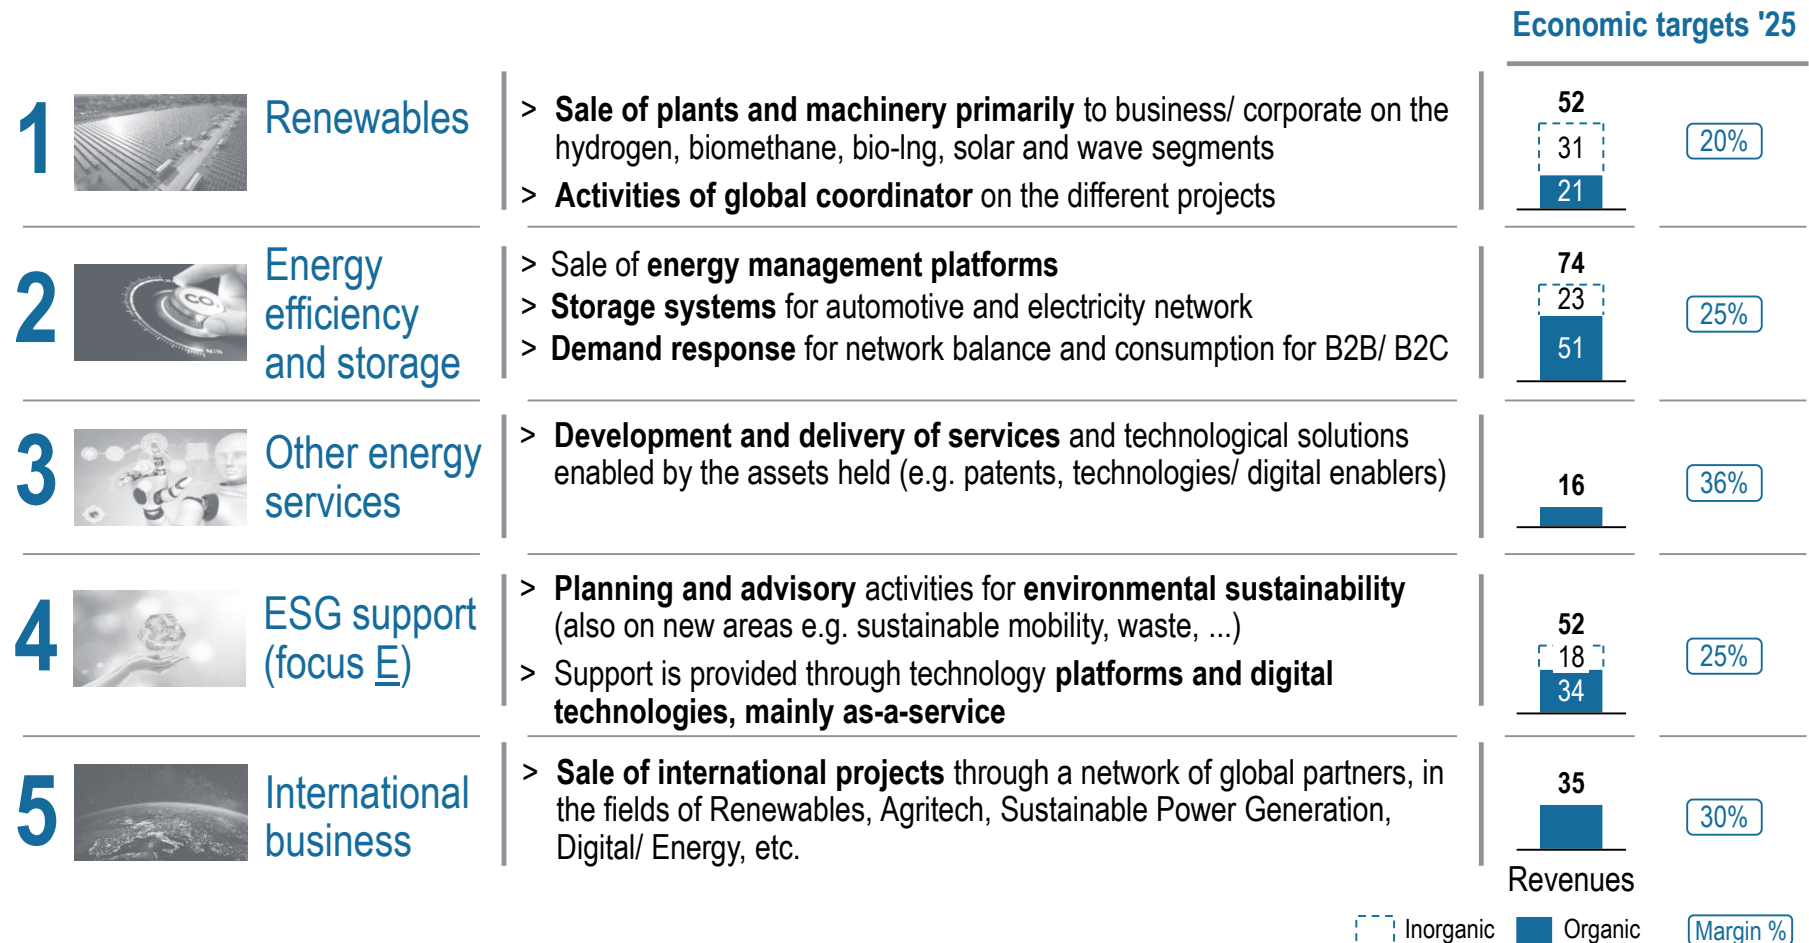 Economic targets '25
1
Renewables
> Sale of plants and machinery primarily to business/ corporate on the
hydrogen, biomethane, bio-lng, solar and wave segments
> Activities of global coordinator on the different projects
52
31
21
20%
2
Energy
efficiency
and storage
CO2
MIN
> Sale of energy management platforms
> Storage systems for automotive and electricity network
> Demand response for network balance and consumption for B2B/ B2C
74
23
51
25%
3
Other energy
services
> Development and delivery of services and technological solutions
enabled by the assets held (e.g. patents, technologies/ digital enablers)
16
36%
4
ESG support
(focus E)
> Planning and advisory activities for environmental sustainability
(also on new areas e.g. sustainable mobility, waste, ...)
> Support is provided through technology platforms and digital
technologies, mainly as-a-service
52
18
34
25%
5
International
business
> Sale of international projects through a network of global partners, in
the fields of Renewables, Agritech, Sustainable Power Generation,
Digital/ Energy, etc.
35
30%
Revenues
Inorganic
Organic
Margin %